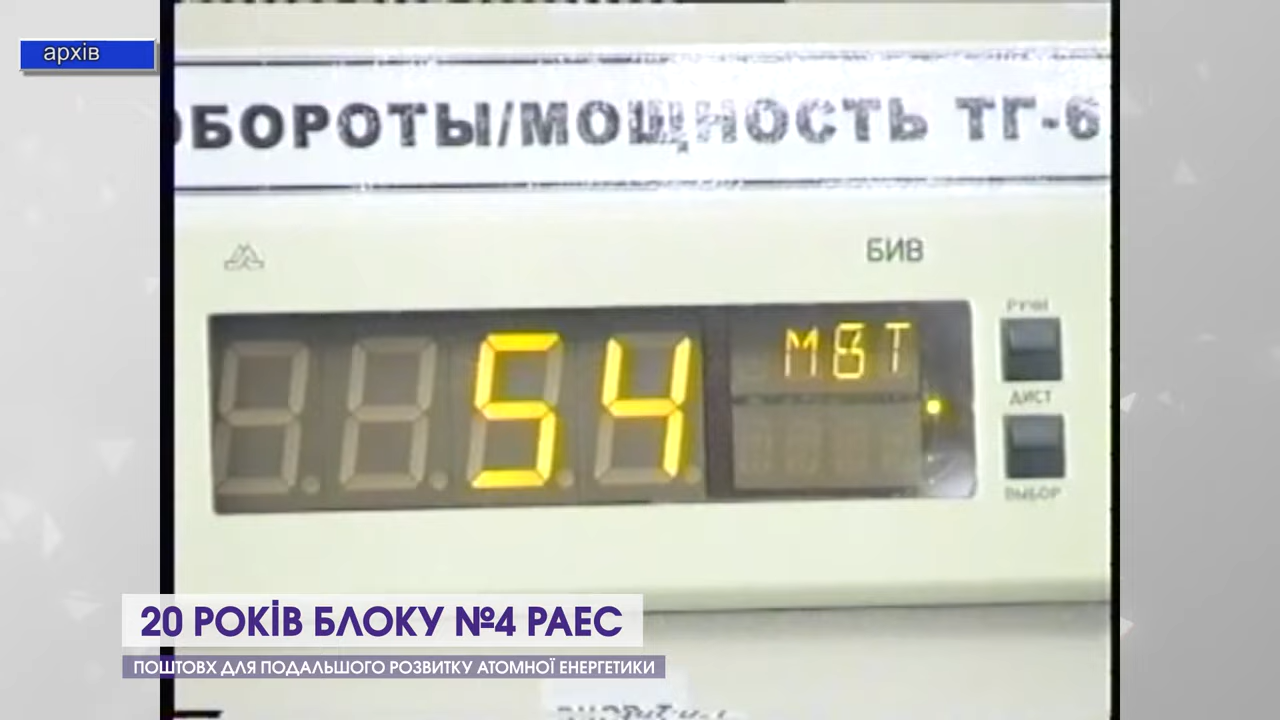 архів
ОБОРОТЫ/МОЩНОСТЬ ТГ-6
БИВ
54
МВТ
ДИСТ
ВЫБОР
20 РОКІВ БЛОКУ №4 РАЕС
ПОШТОВХ ДЛЯ ПОДАЛЬШОГО РОЗВИТКУ АТОМНОЇ ЕНЕРГЕТИКИ